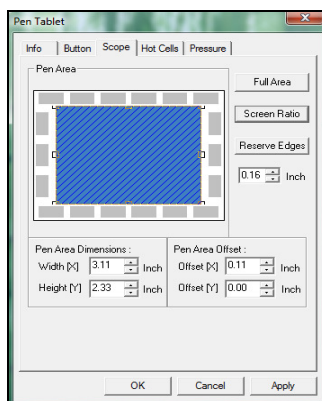 Pen Tablet
Info Button Scope Hot Cells Pressure
Pen Area
Full Area
Screen Ratio
Reserve Edges
0.16 Inch
Pen Area Dimensions :
Width [X] 3.11 Inch
Height [Y] 2.33 Inch
Pen Area Offset :
Offset [X] 0.11 Inch
Offset [Y] 0.00 Inch
OK Cancel Apply